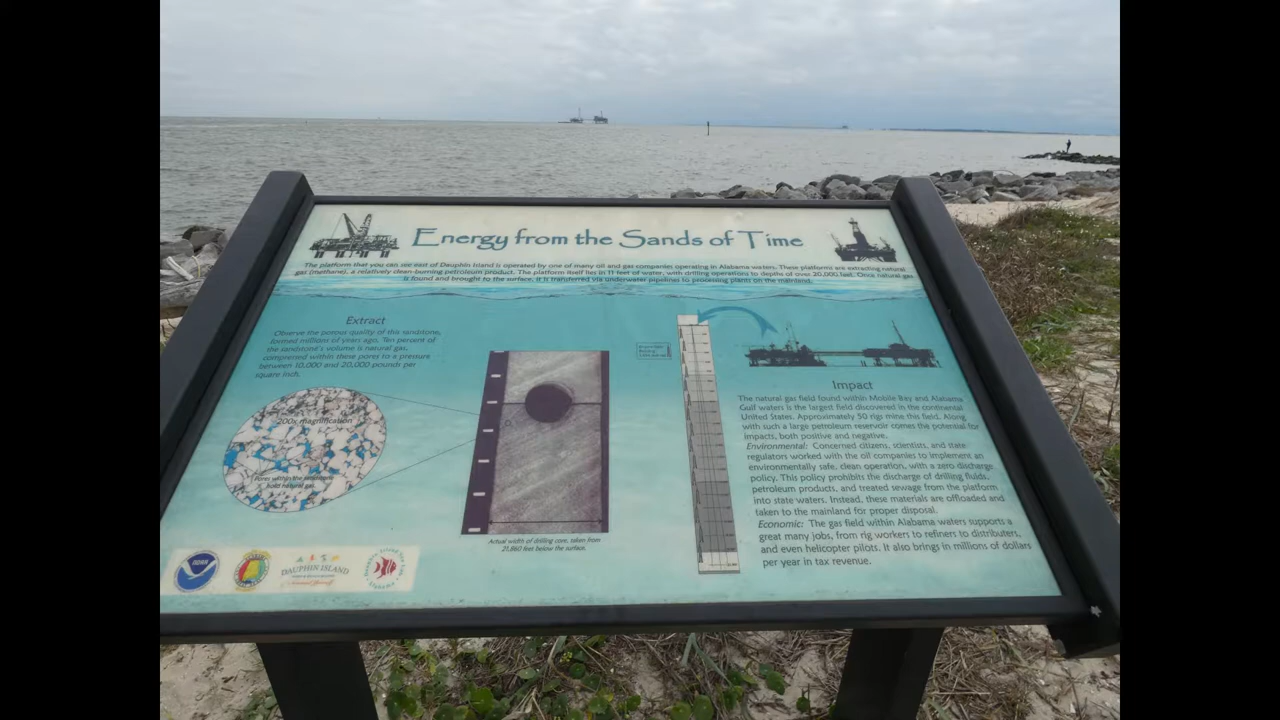 Energy from the Sands of Time
The platform that you can see east of Dauphin Island is operated by one of many oil and gas companies operating in Alabama waters. These platforms are extracting natural
gas (methane), a relatively clean-burning petroleum product. The platform itself lies in 11 feet of water, with drilling operations to depths of over 20,000 feet. Once natural gas
is found and brought to the surface, it is transferred via underwater pipelines to processing plants on the mainland.
Extract
Observe the porous quality of this sandstone,
formed millions of years ago. Ten percent of
the sandstone's volume is natural gas,
compressed within these pores to a pressure
between 10,000 and 20,000 pounds per
square inch.
200x magnification
Pores within the sandstone
hold natural gas.
Actual width of drilling core, taken from
21,860 feet below the surface.
Impact
The natural gas field found within Mobile Bay and Alabama
Gulf waters is the largest field discovered in the continental
United States. Approximately 50 rigs mine this field. Along
with such a large petroleum reservoir comes the potential for
impacts, both positive and negative.
Environmental: Concerned citizens, scientists, and state
regulators worked with the oil companies to implement an
environmentally safe, clean operation, with a zero discharge
policy. This policy prohibits the discharge of drilling fluids,
petroleum products, and treated sewage from the platform
into state waters. Instead, these materials are offloaded and
taken to the mainland for proper disposal.
Economic: The gas field within Alabama waters supports a
great many jobs, from rig workers to refiners to distributers,
and even helicopter pilots. It also brings in millions of dollars
per year in tax revenue.
NOAA
DAUPHIN ISLAND